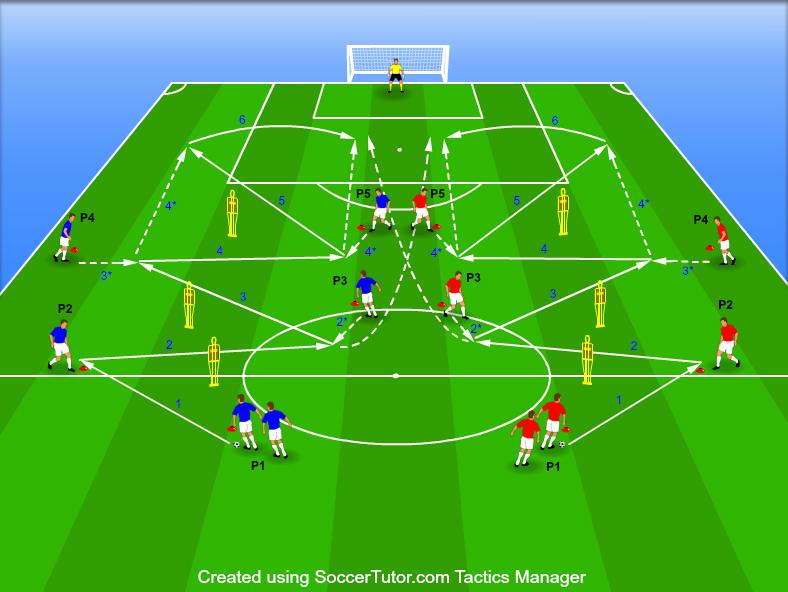 6 6
P5 P5
4* 5 5 4*
P4 P4
4 4* 4* 4
3* 3*
P3 P3
3 3
P2 P2
2* 2*
2 2
1 1
P1 P1
Created using SoccerTutor.com Tactics Manager